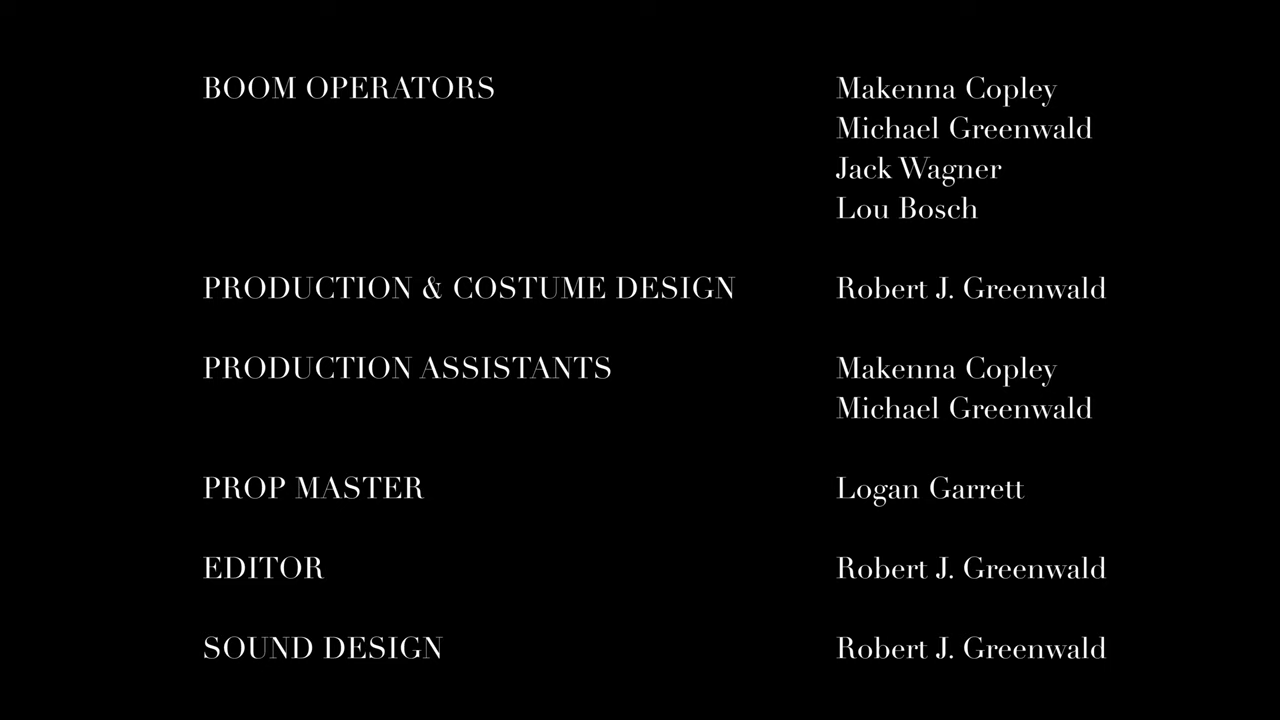 BOOM OPERATORS Makenna Copley
Michael Greenwald
Jack Wagner
Lou Bosch
PRODUCTION & COSTUME DESIGN Robert J. Greenwald
PRODUCTION ASSISTANTS Makenna Copley
Michael Greenwald
PROP MASTER Logan Garrett
EDITOR Robert J. Greenwald
SOUND DESIGN Robert J. Greenwald